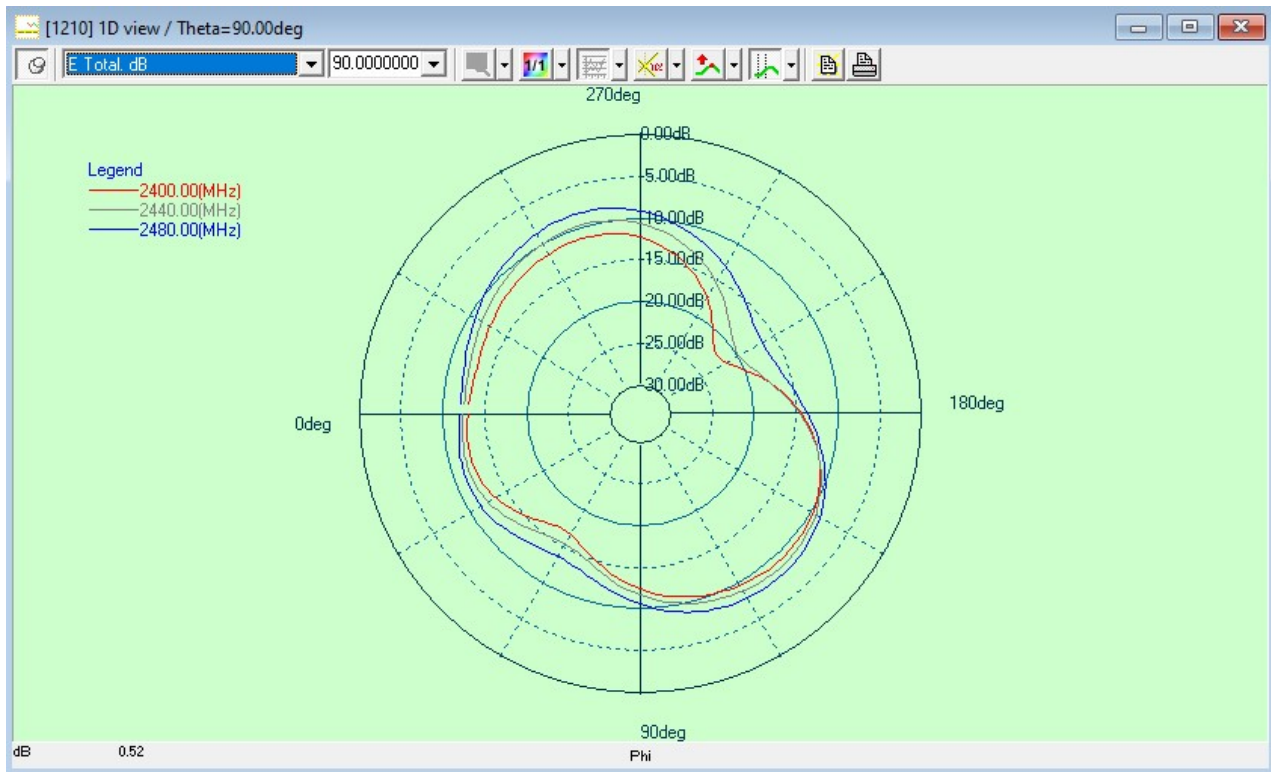 [1210] 1D view / Theta=90.00deg
E Total. dB
90.0000000
1/1
270deg
0.00dB
Legend
2400.00(MHz)
2440.00(MHz)
2480.00(MHz)
-5.00dB
-10.00dB
-15.00dB
-20.00dB
-25.00dB
-30.00dB
0deg
180deg
90deg
dB
0.52
Phi